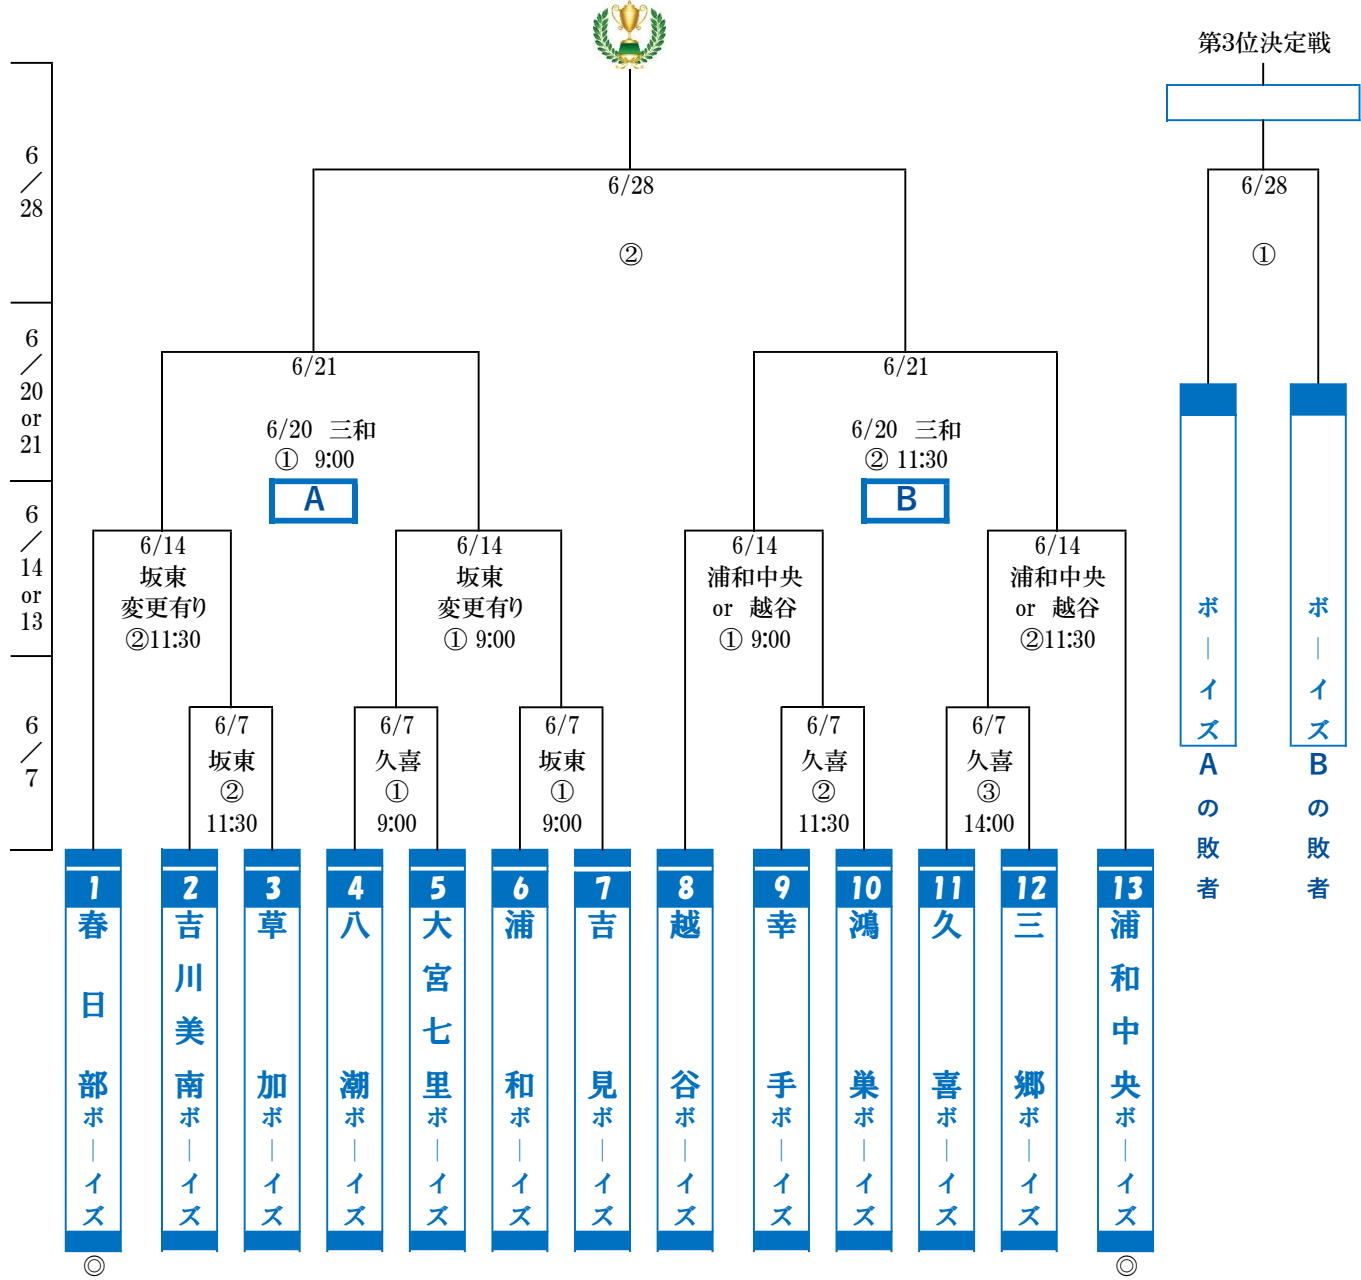 第3位決定戦
6/28
②
6/28
①
6/28
6/20or21
6/14or13
6/7
6/21
6/20 三和
① 9:00
A
6/21
6/20 三和
② 11:30
B
6/14
坂東
変更有り
②11:30
6/14
坂東
変更有り
① 9:00
6/14
浦和中央
or 越谷
① 9:00
6/14
浦和中央
or 越谷
②11:30
6/7
坂東
②
11:30
6/7
久喜
①
9:00
6/7
坂東
①
9:00
6/7
久喜
②
11:30
6/7
久喜
③
14:00
ボーイズ
Aの敗者
ボーイズ
Bの敗者
1
春日部ボーイズ
◎
2
吉川美南ボーイズ
3
草加ボーイズ
4
八潮ボーイズ
5
大宮七里ボーイズ
6
浦和ボーイズ
7
吉見ボーイズ
8
越谷ボーイズ
9
幸手ボーイズ
10
鴻巣ボーイズ
11
久喜ボーイズ
12
三郷ボーイズ
13
浦和中央ボーイズ
◎